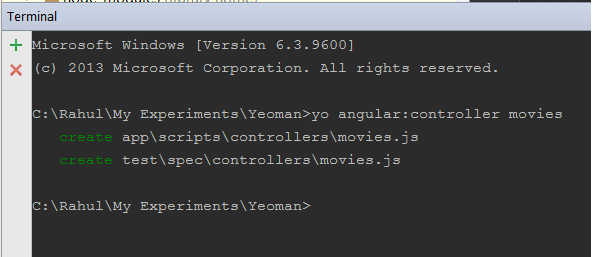 Terminal
Microsoft Windows [Version 6.3.9600]
(c) 2013 Microsoft Corporation. All rights reserved.
C:\Rahul\My Experiments\Yeoman>yo angular:controller movies
create app\scripts\controllers\movies.js
create test\spec\controllers\movies.js
C:\Rahul\My Experiments\Yeoman>